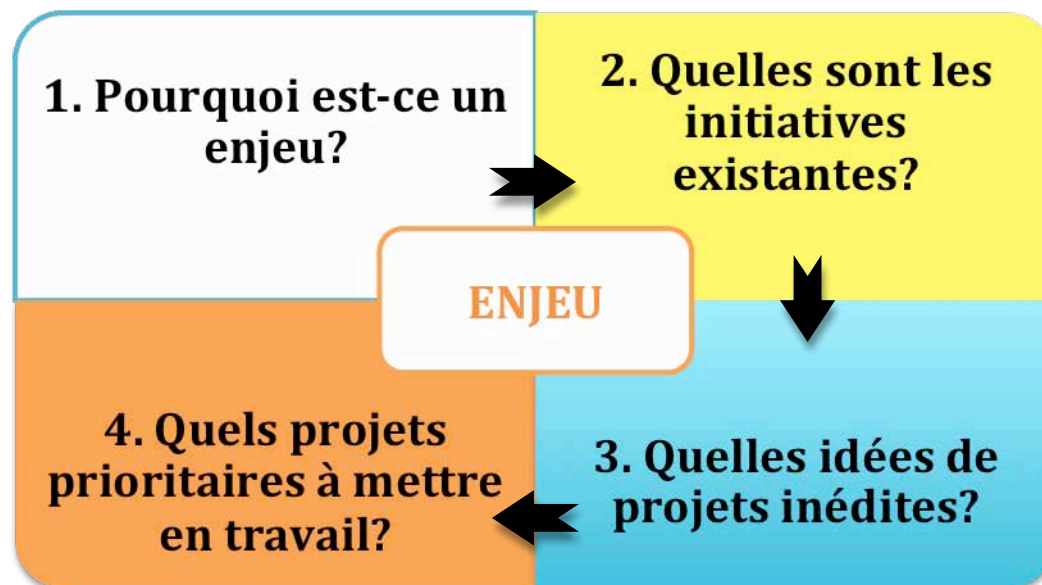 1. Pourquoi est-ce un
enjeu?
2. Quelles sont les
initiatives
existantes?
ENJEU
4. Quels projets
prioritaires à mettre
en travail?
3. Quelles idées de
projets inédites?